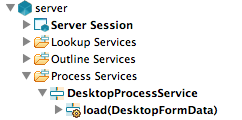 server
Server Session
Lookup Services
Outline Services
Process Services
DesktopProcessService
load(DesktopFormData)